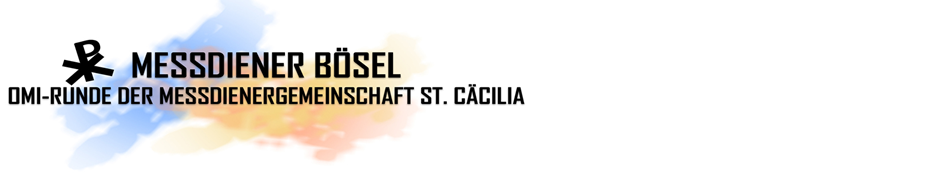 MESSDIENER BÖSEL
OMI-RUNDE DER MESSDIENERGEMEINSCHAFT ST. CÄCILIA